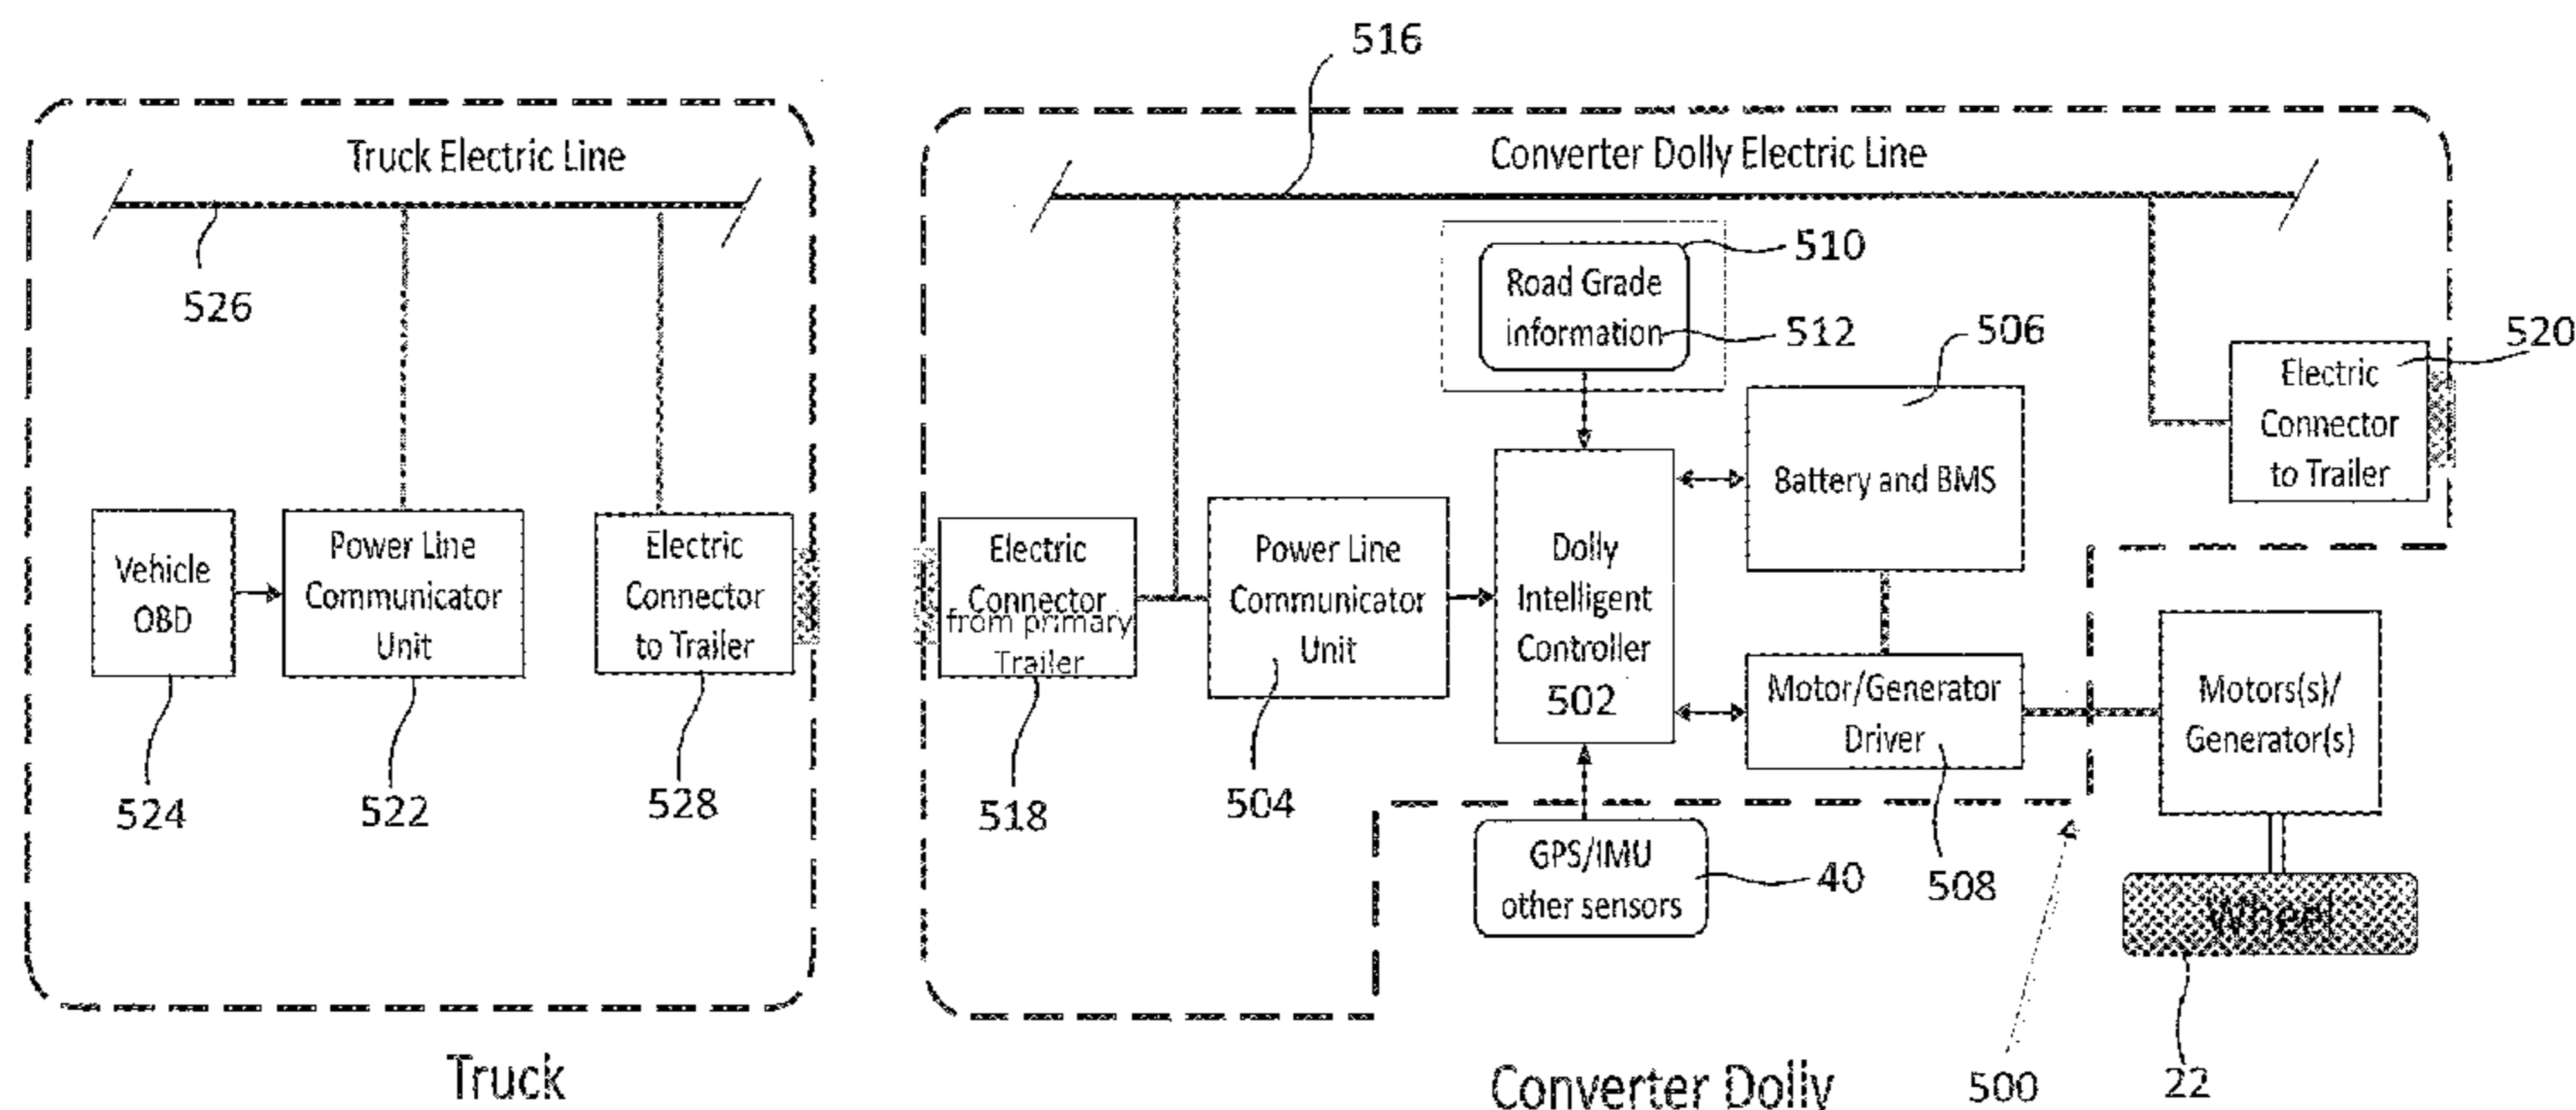 516
Truck Electric Line
526
Vehicle
OBD
524
Power Line
Communicator
Unit
522
Electric
Connector
to Trailer
528
Truck
Converter Dolly Electric Line
510
Road Grade
information
512
506
Battery and BMS
520
Electric
Connector
to Trailer
Electric
Connector
from primary
Trailer
518
Power Line
Communicator
Unit
504
Dolly
Intelligent
Controller
502
Motor/Generator
Driver
508
Motors(s)/
Generator(s)
GPS/IMU
other sensors
40
Wheel
22
500
Converter Dolly